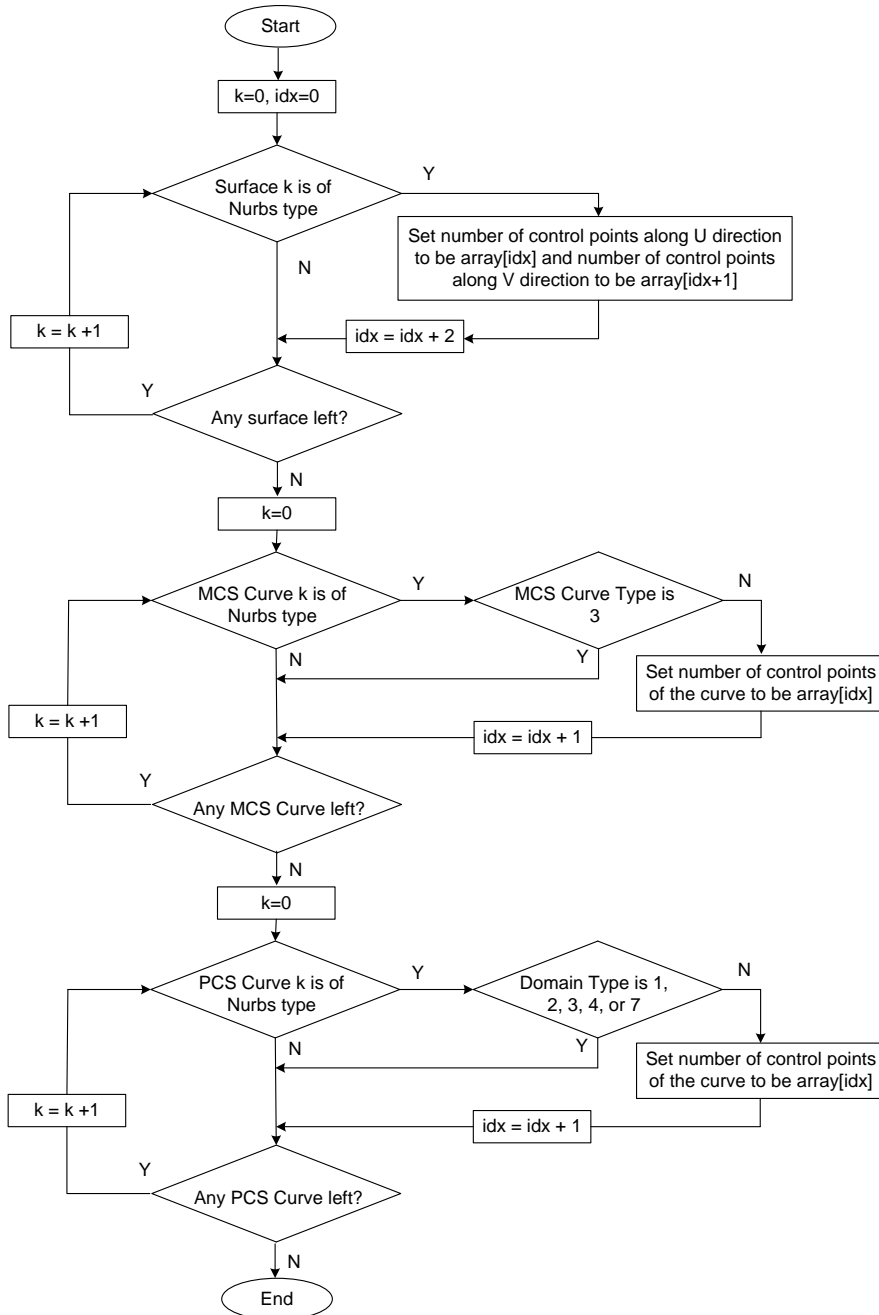 Start
k=0, idx=0
Surface k is of
Nurbs type
Y
Set number of control points along U direction
to be array[idx] and number of control points
along V direction to be array[idx+1]
N
k = k +1
idx = idx + 2
Y
Any surface left?
N
k=0
MCS Curve k is of
Nurbs type
Y
MCS Curve Type is
3
N
N
Y
Set number of control points
of the curve to be array[idx]
k = k +1
idx = idx + 1
Y
Any MCS Curve left?
N
k=0
PCS Curve k is of
Nurbs type
Y
Domain Type is 1,
2, 3, 4, or 7
N
N
Y
Set number of control points
of the curve to be array[idx]
k = k +1
idx = idx + 1
Y
Any PCS Curve left?
N
End